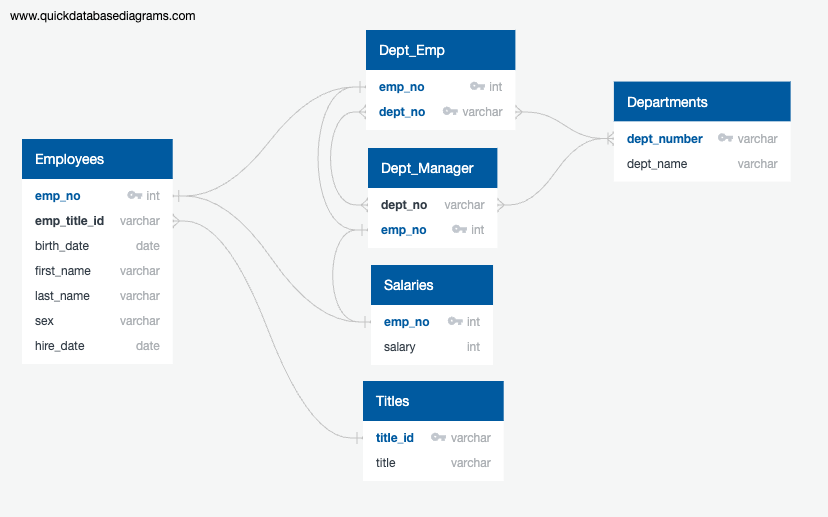 www.quickdatabasediagrams.com
Employees
emp_no int
emp_title_id varchar
birth_date date
first_name varchar
last_name varchar
sex varchar
hire_date date
Dept_Emp
emp_no int
dept_no varchar
Dept_Manager
dept_no varchar
emp_no int
Salaries
emp_no int
salary int
Titles
title_id varchar
title varchar
Departments
dept_number varchar
dept_name varchar